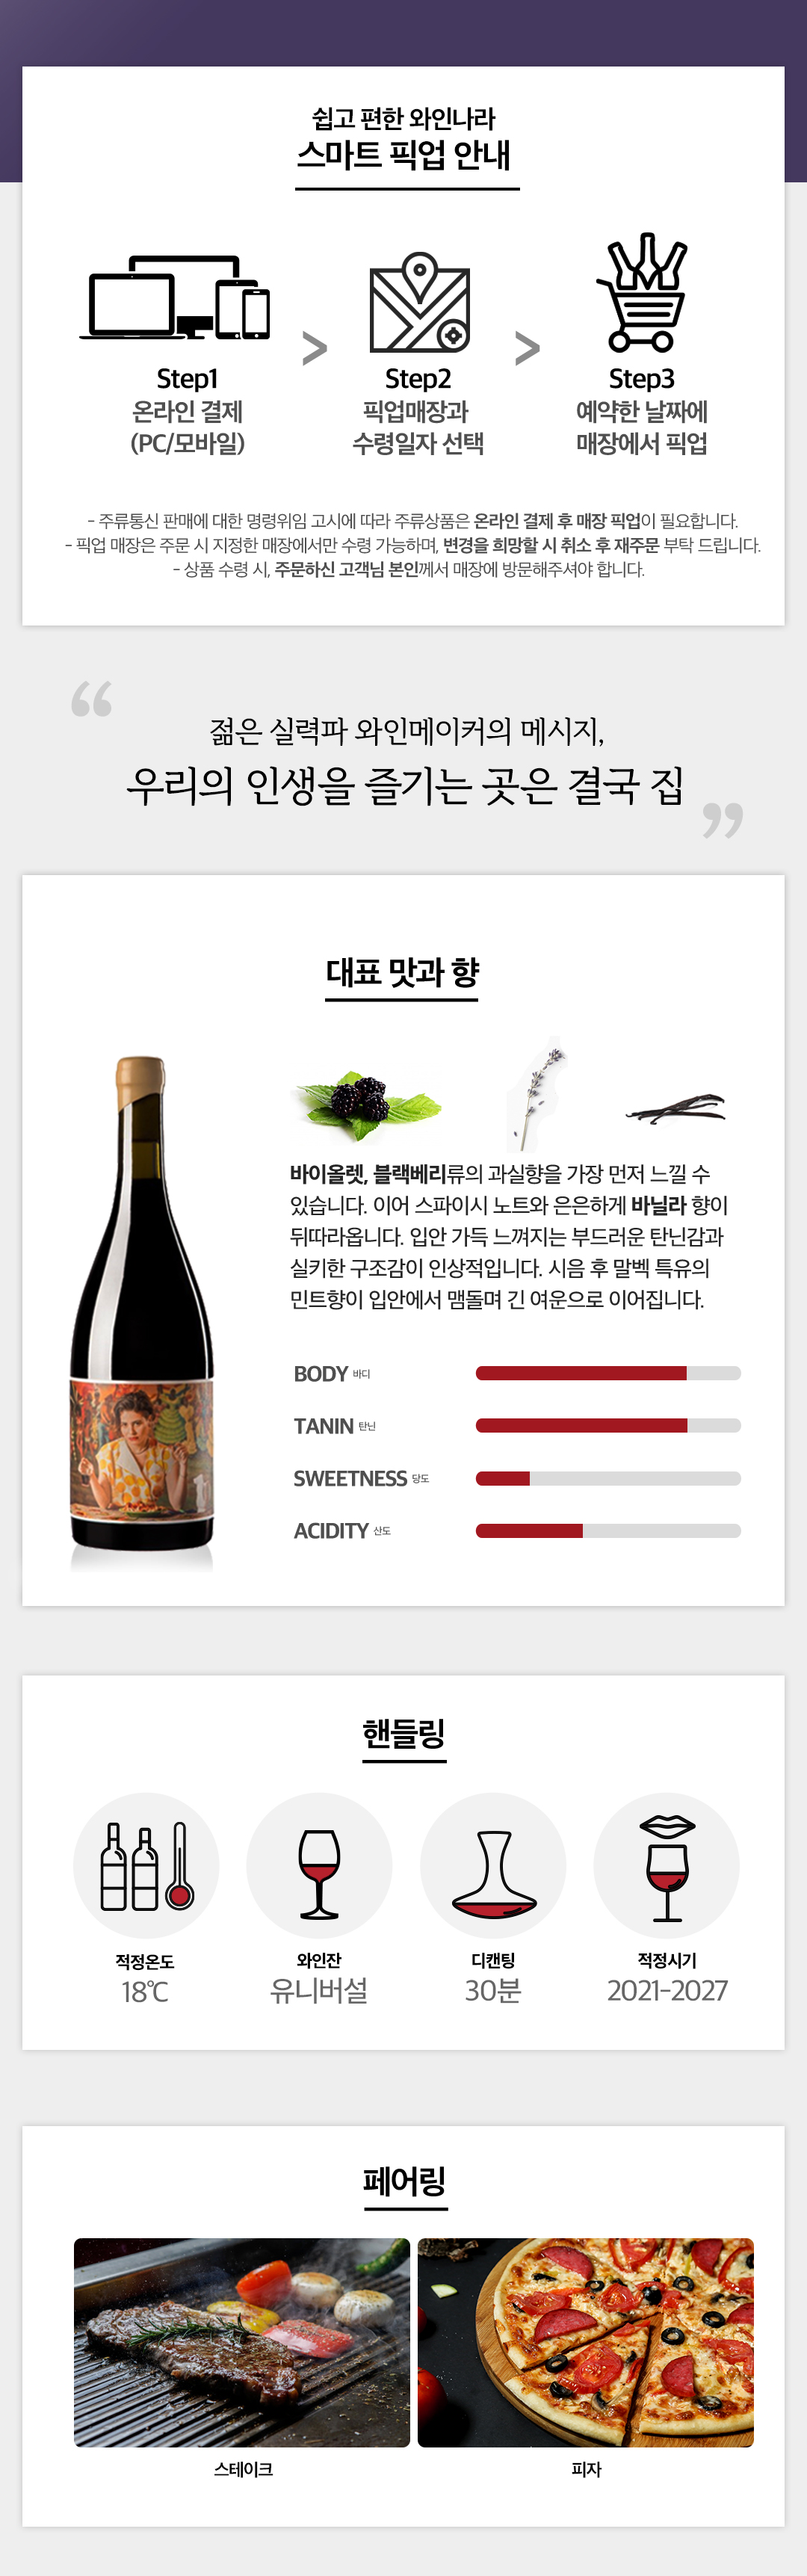 쉽고 편한 와인나라
스마트 픽업 안내
Step1
온라인 결제
(PC/모바일)
>
Step2
픽업매장과
수령일자 선택
>
Step3
예약한 날짜에
매장에서 픽업
- 주류통신 판매에 대한 명령위임 고시에 따라 주류상품은 온라인 결제 후 매장 픽업이 필요합니다.
- 픽업 매장은 주문 시 지정한 매장에서만 수령 가능하며, 변경을 희망할 시 취소 후 재주문 부탁 드립니다.
- 상품 수령 시, 주문하신 고객님 본인께서 매장에 방문해주셔야 합니다.
“
젊은 실력파 와인메이커의 메시지,
우리의 인생을 즐기는 곳은 결국 집
”
대표 맛과 향
바이올렛, 블랙베리류의 과실향을 가장 먼저 느낄 수
있습니다. 이어 스파이시 노트와 은은하게 바닐라 향이
뒤따라옵니다. 입안 가득 느껴지는 부드러운 탄닌감과
실키한 구조감이 인상적입니다. 시음 후 말벡 특유의
민트향이 입안에서 맴돌며 긴 여운으로 이어집니다.
BODY 바디
TANIN 탄닌
SWEETNESS 당도
ACIDITY 산도
핸들링
적정온도
18℃
와인잔
유니버설
디캔팅
30분
적정시기
2021-2027
페어링
스테이크
피자